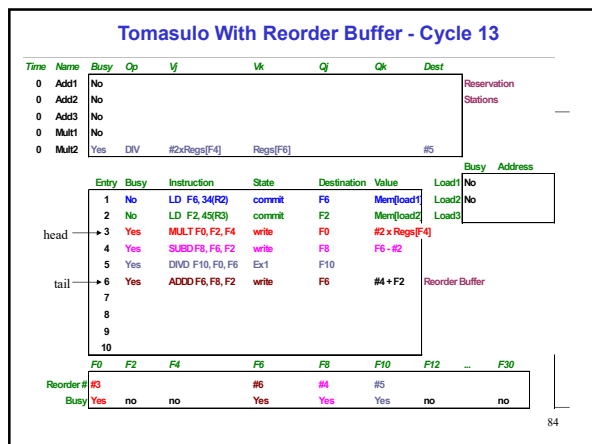 Tomasulo With Reorder Buffer - Cycle 13
Time Name Busy Op Vj Vk Qj Qk Dest
0 Add1 No Reservation
0 Add2 No Stations
0 Add3 No
0 Mult1 No
0 Mult2 Yes DIV #2xRegs[F4] Regs[F6] #5
Busy Address
Entry Busy Instruction State Destination Value Load1 No
1 No LD F6, 34(R2) commit F6 Mem[load1] Load2 No
2 No LD F2, 45(R3) commit F2 Mem[load2] Load3
head 3 Yes MULT F0, F2, F4 write F0 #2 x Regs[F4]
4 Yes SUBD F8, F6, F2 write F8 F6 - #2
5 Yes DIVD F10, F0, F6 Ex1 F10
tail 6 Yes ADDD F6, F8, F2 write F6 #4 + F2 Reorder Buffer
7
8
9
10
F0 F2 F4 F6 F8 F10 F12 ... F30
Reorder # #3 #6 #4 #5
Busy Yes no no Yes Yes Yes no no
84